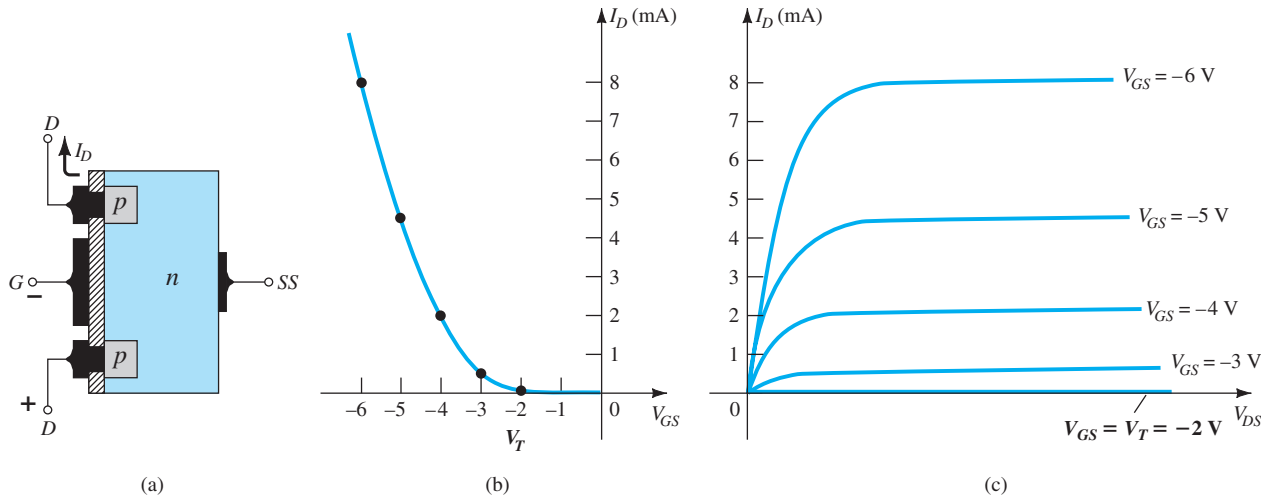 D
I_D
p
n
G
–
SS
p
+
D
(a)
I_D (mA)
8
7
6
5
4
3
2
1
–6 –5 –4 –3 –2 –1 0 V_GS
V_T
(b)
I_D (mA)
8
7
6
5
4
3
2
1
0
V_GS = –6 V
V_GS = –5 V
V_GS = –4 V
V_GS = –3 V
V_GS = V_T = –2 V
V_DS
(c)